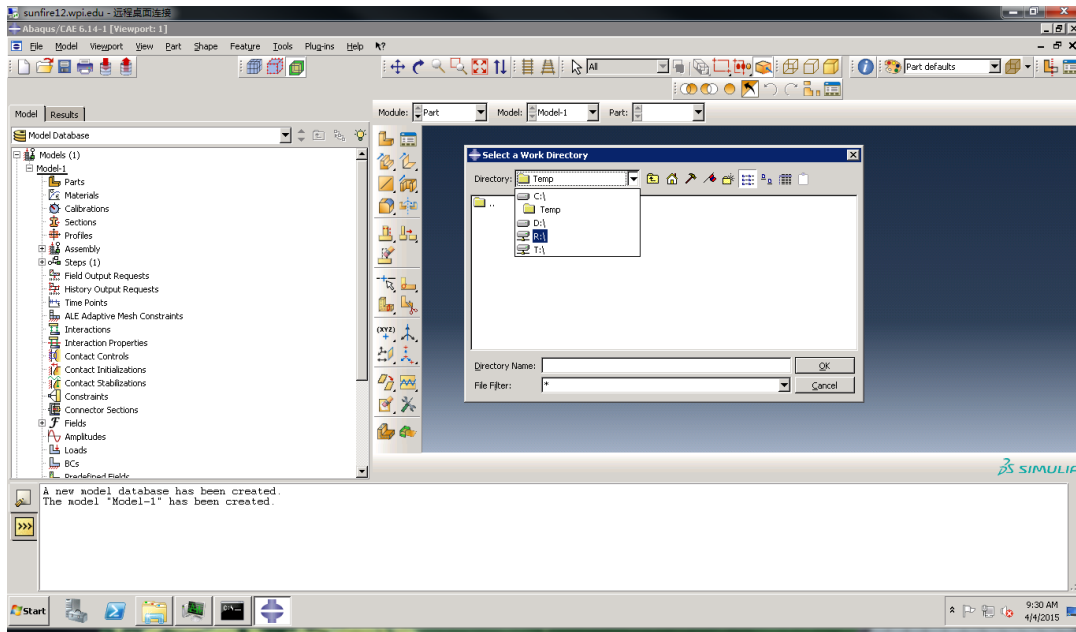 sunfire12.wpi.edu - 远程桌面连接
Abaqus/CAE 6.14-1 [Viewport: 1]
File Model Viewport View Part Shape Feature Tools Plug-ins Help
All
Part defaults
Model Results
Module: Part Model: Model-1 Part:
Model Database
Models (1)
Model-1
Parts
Materials
Calibrations
Sections
Profiles
Assembly
Steps (1)
Field Output Requests
History Output Requests
Time Points
ALE Adaptive Mesh Constraints
Interactions
Interaction Properties
Contact Controls
Contact Initializations
Contact Stabilizations
Constraints
Connector Sections
Fields
Amplitudes
Loads
BCs
Predefined Fields
(XYZ)
Select a Work Directory
Directory: Temp
..
C:\
Temp
D:\
R:\
T:\
Directory Name:
OK
File Filter: *
Cancel
SIMULIA
A new model database has been created.
The model "Model-1" has been created.
>>>
Start
9:30 AM
4/4/2015